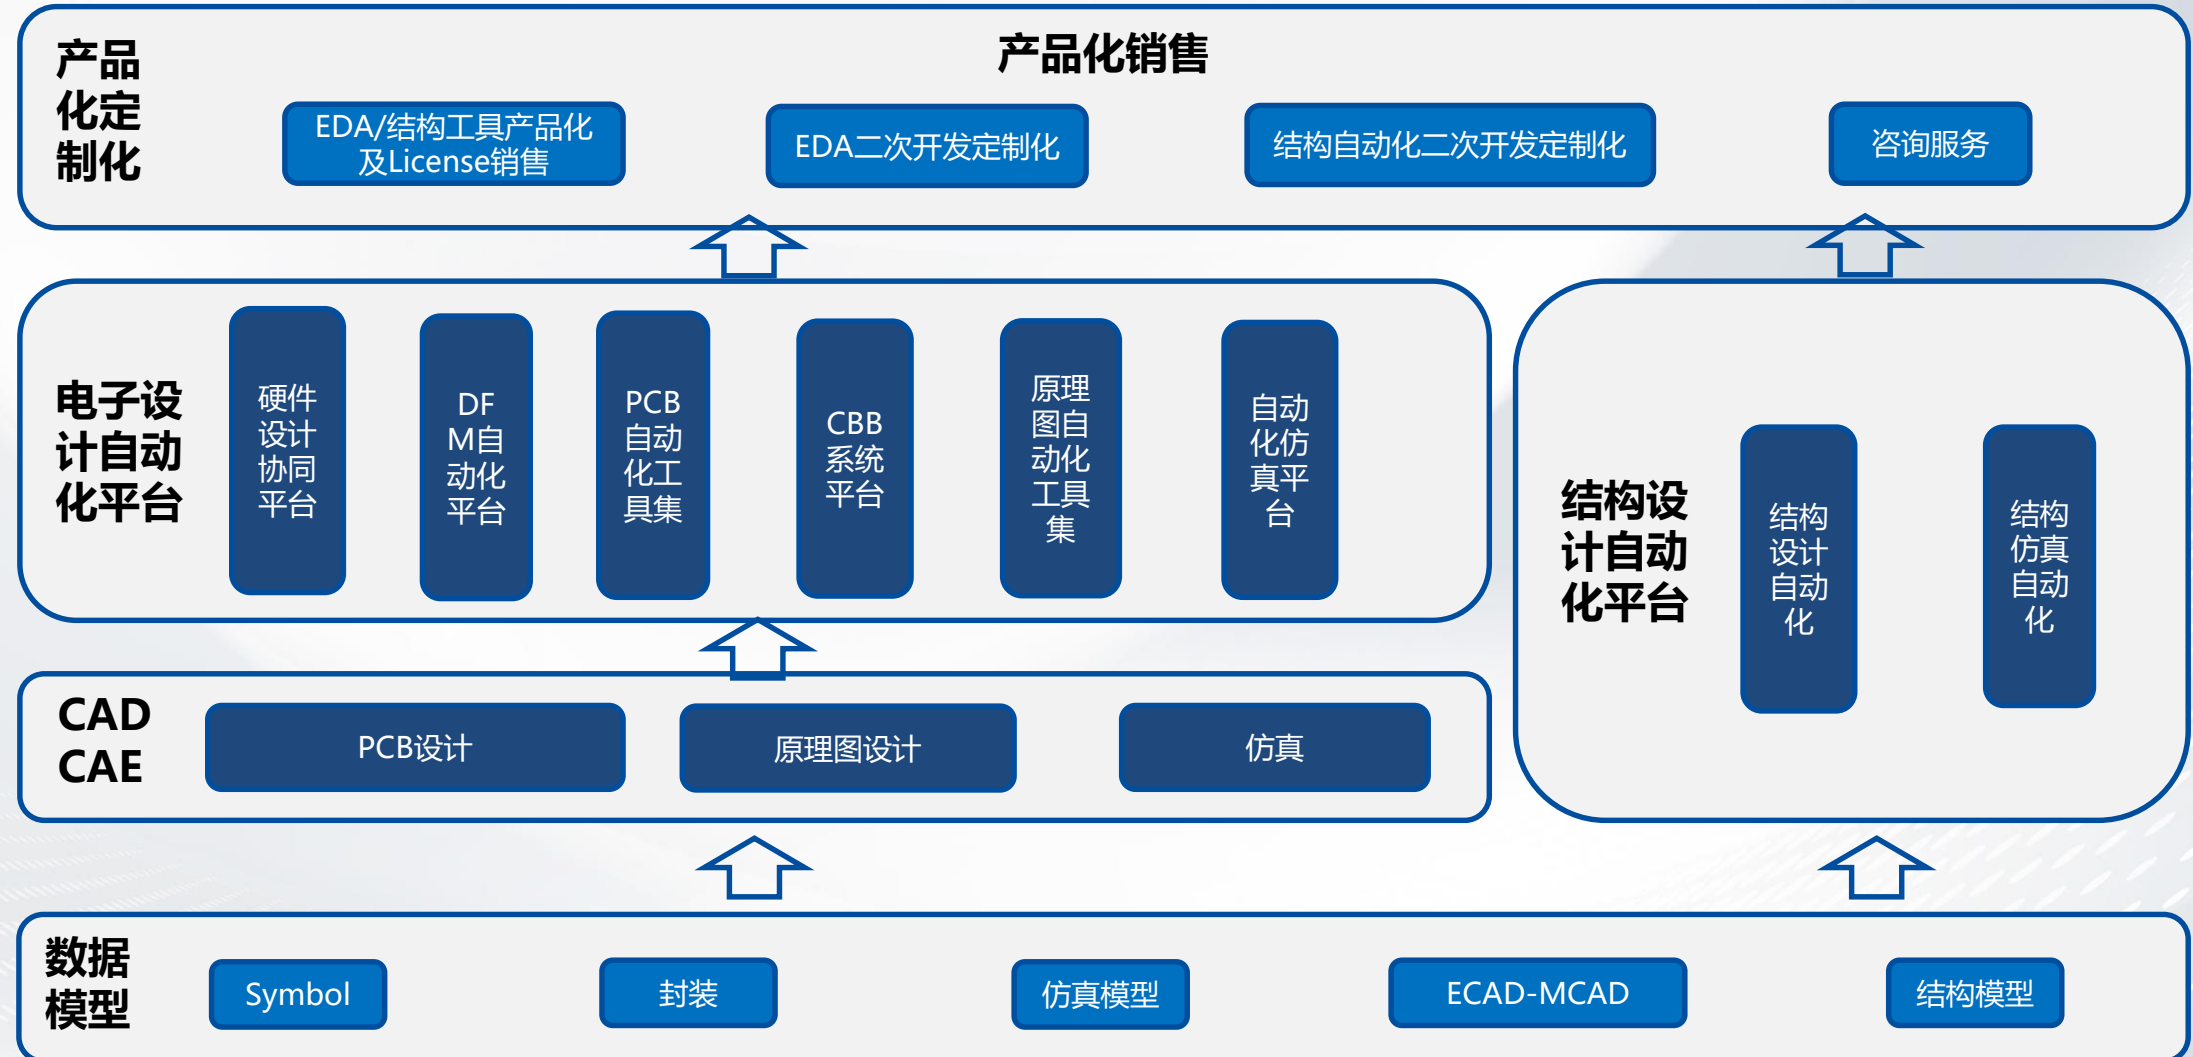 产品
化定
制化
产品化销售
EDA/结构工具产品化
及License销售
EDA二次开发定制化
结构自动化二次开发定制化
咨询服务
电子设
计自动
化平台
硬件
设计
协同
平台
DF
M自
动化
平台
PCB
自动
化工
具集
CBB
系统
平台
原理
图自
动化
工具
集
自动
化仿
真平
台
结构设
计自动
化平台
结构
设计
自动
化
结构
仿真
自动
化
CAD
CAE
PCB设计
原理图设计
仿真
数据
模型
Symbol
封装
仿真模型
ECAD-MCAD
结构模型